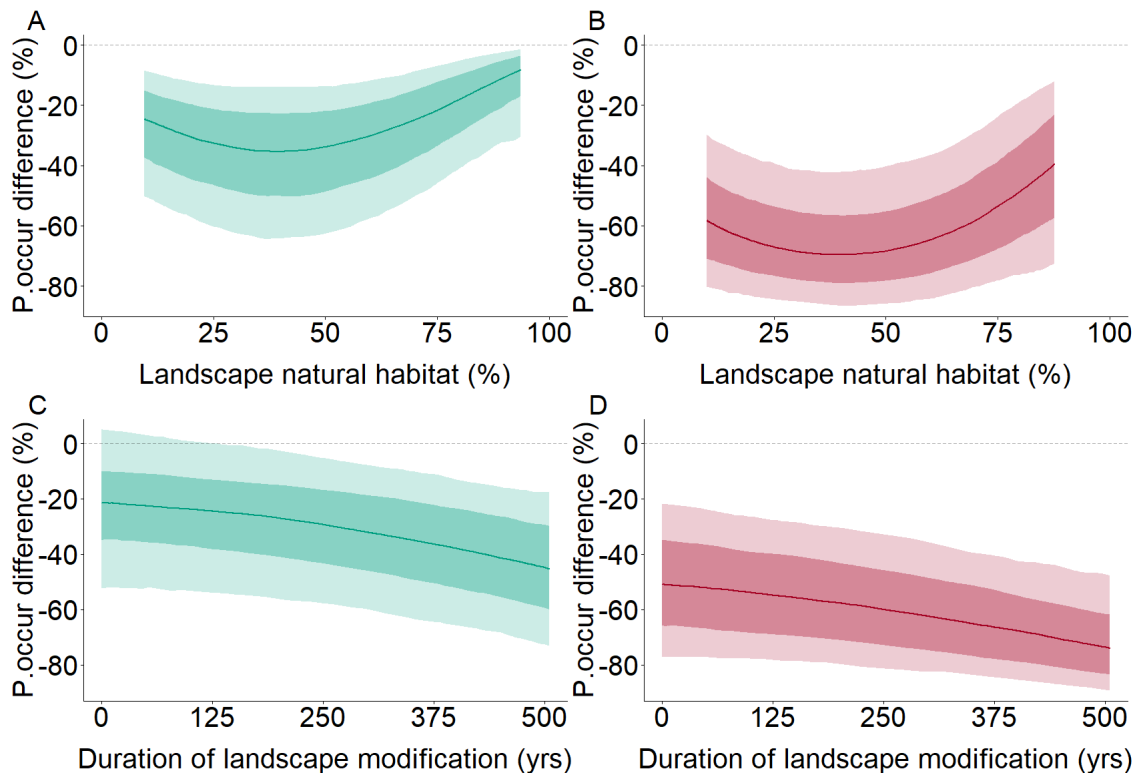 A
P.occur difference (%)
0
-20
-40
-60
-80
0 25 50 75 100
Landscape natural habitat (%)
B
P.occur difference (%)
0
-20
-40
-60
-80
0 25 50 75 100
Landscape natural habitat (%)
C
P.occur difference (%)
0
-20
-40
-60
-80
0 125 250 375 500
Duration of landscape modification (yrs)
D
P.occur difference (%)
0
-20
-40
-60
-80
0 125 250 375 500
Duration of landscape modification (yrs)